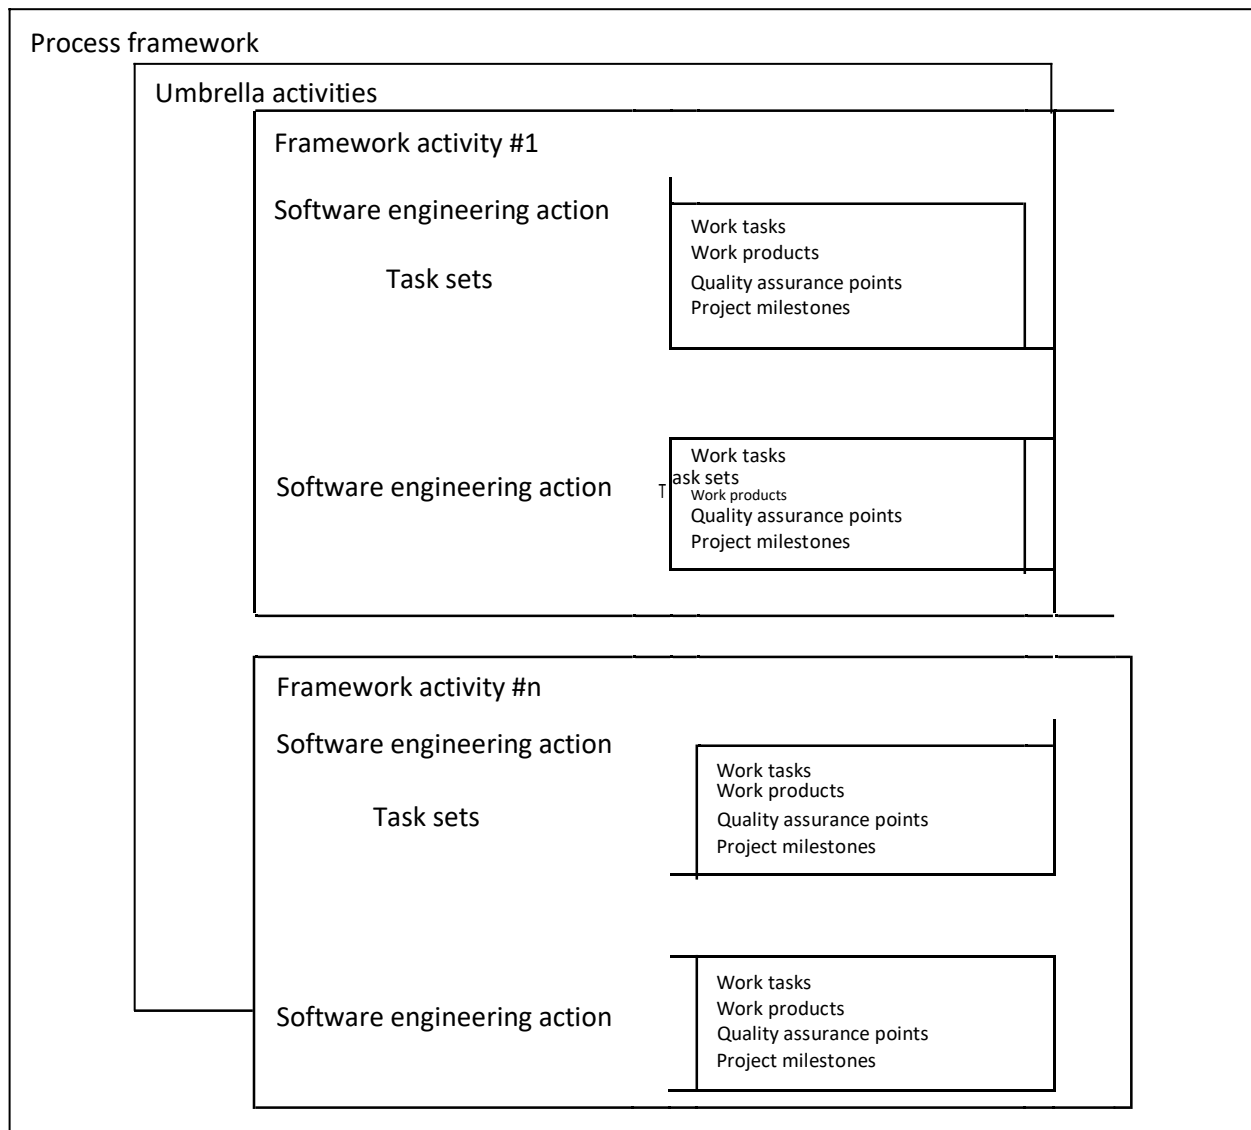 Process framework
Umbrella activities
Framework activity #1
Software engineering action
Work tasks
Work products
Task sets
Quality assurance points
Project milestones
Work tasks
Software engineering action
Task sets
Work products
Quality assurance points
Project milestones
Framework activity #n
Software engineering action
Work tasks
Work products
Task sets
Quality assurance points
Project milestones
Work tasks
Work products
Software engineering action
Quality assurance points
Project milestones